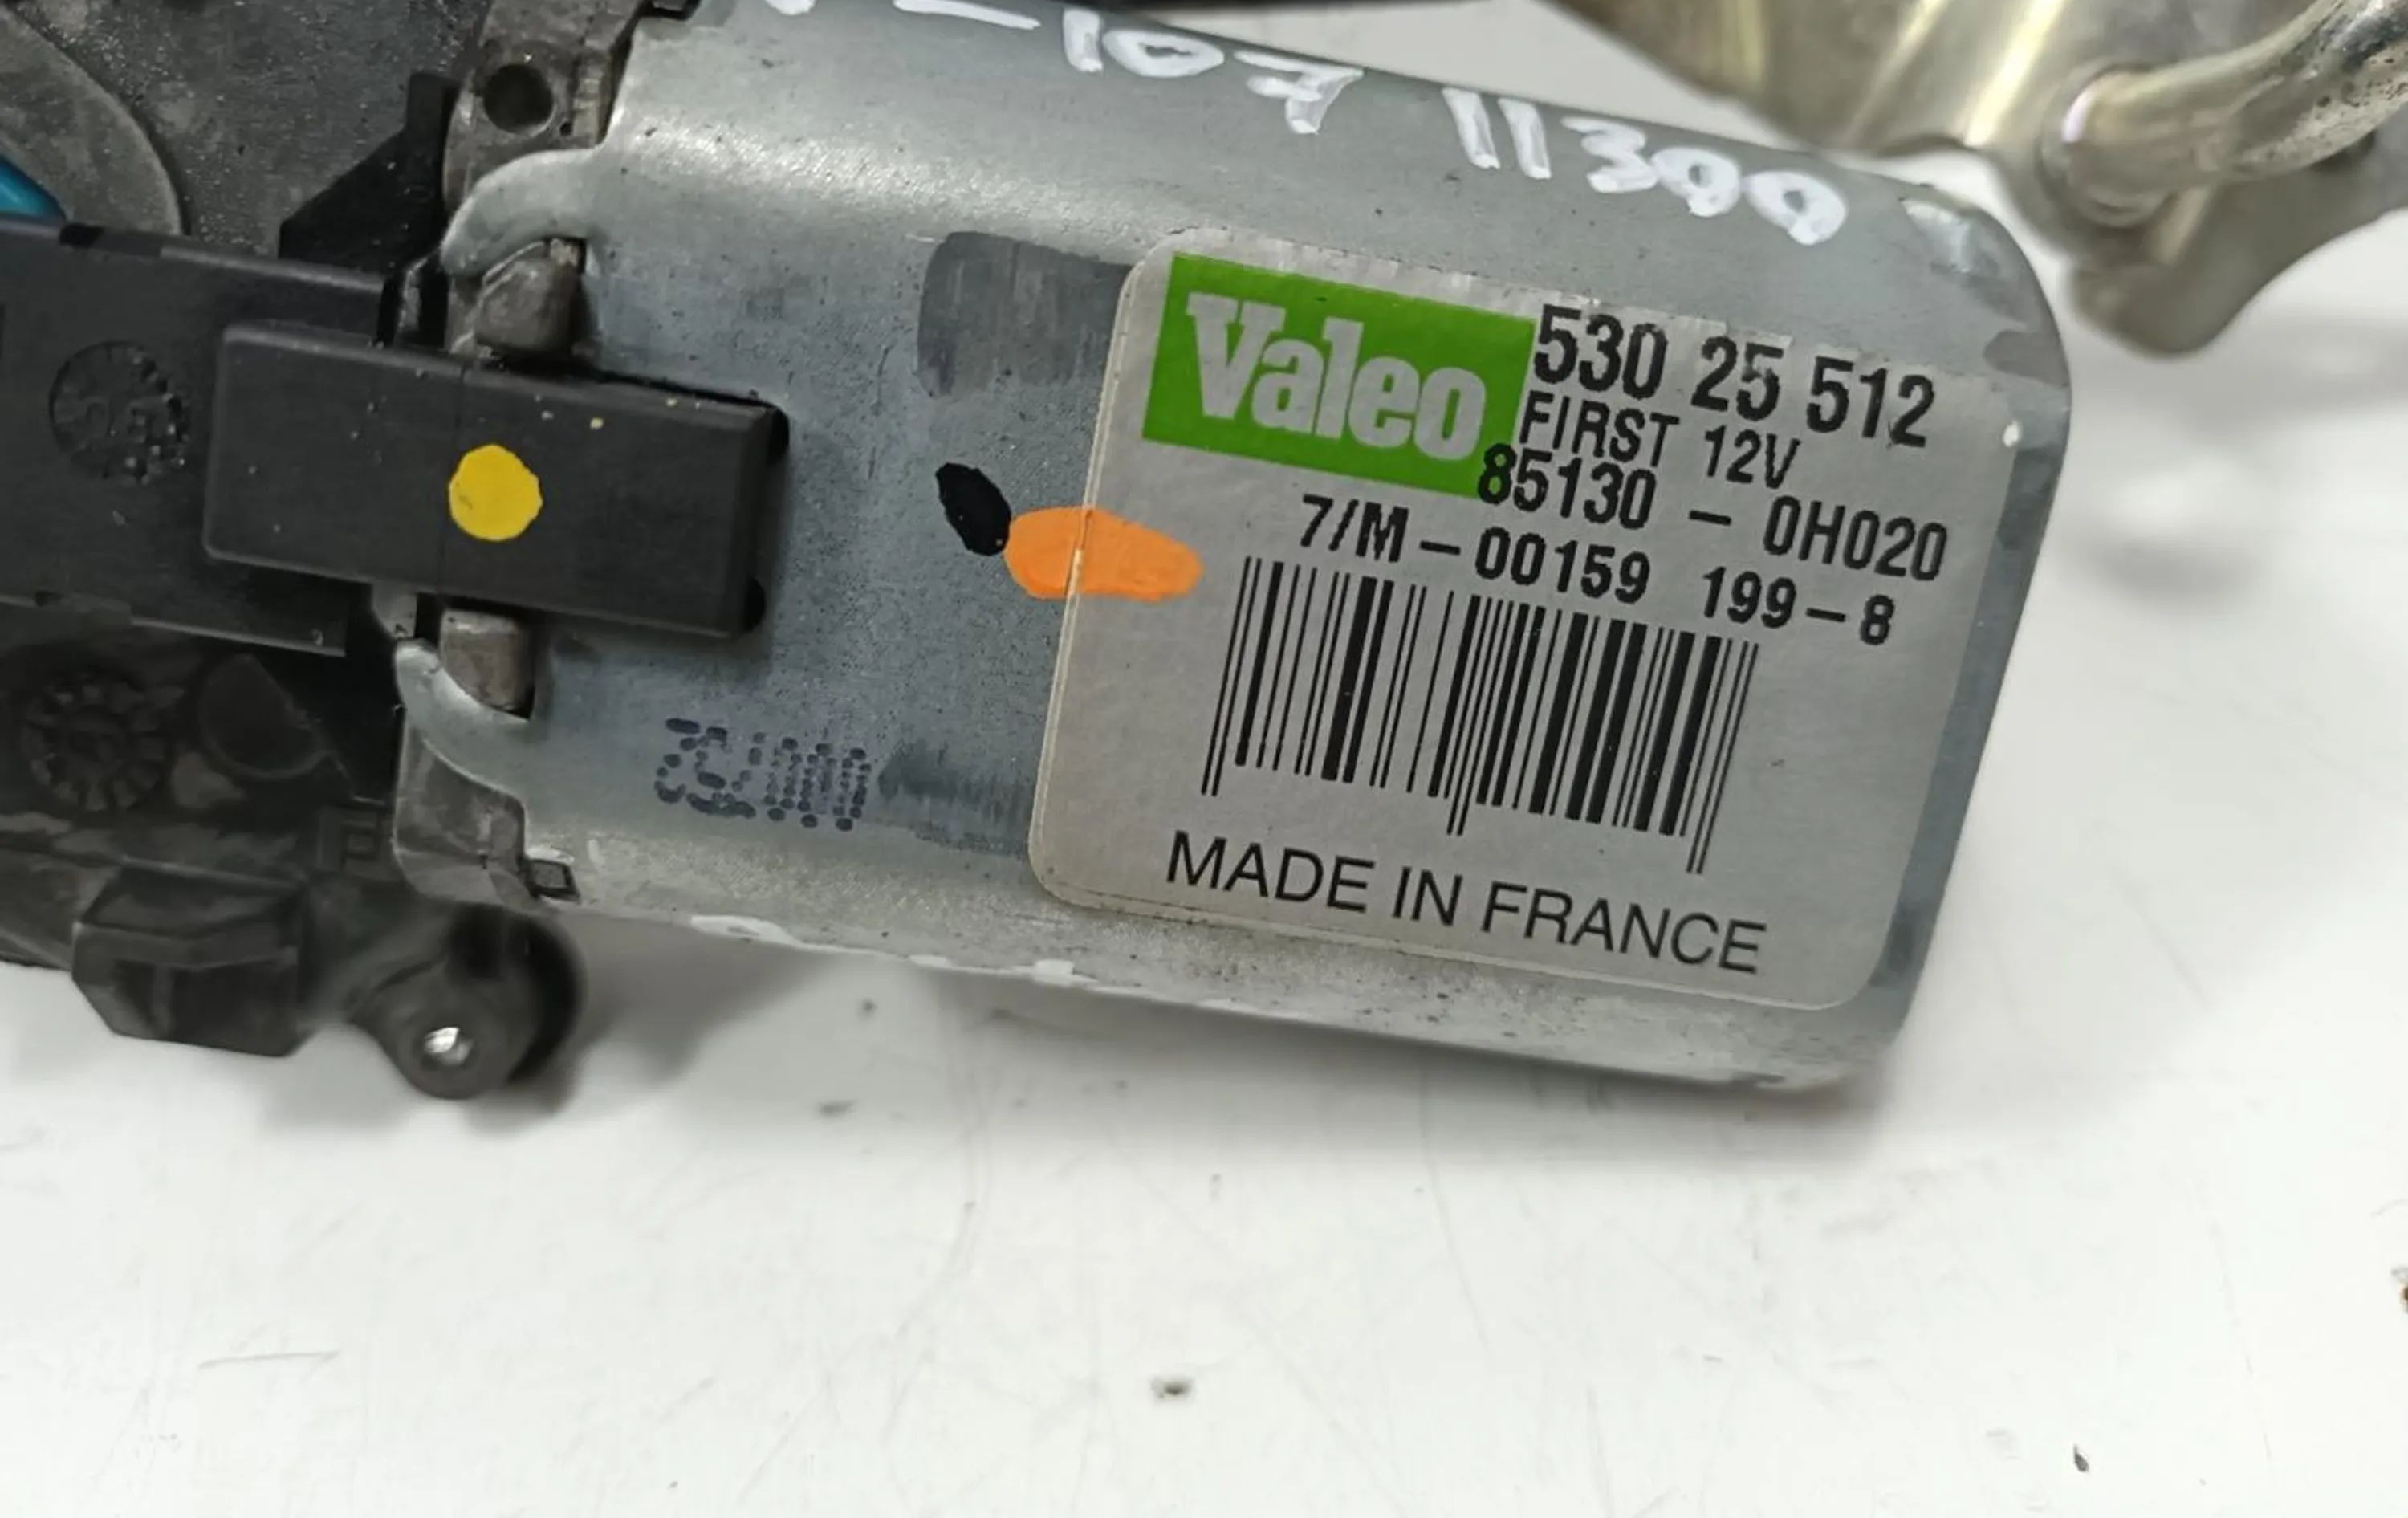 -107 11300
Valeo
530 25 512
FIRST 12V
85130 - 0H020
7/M - 00159 199 - 8
MADE IN FRANCE